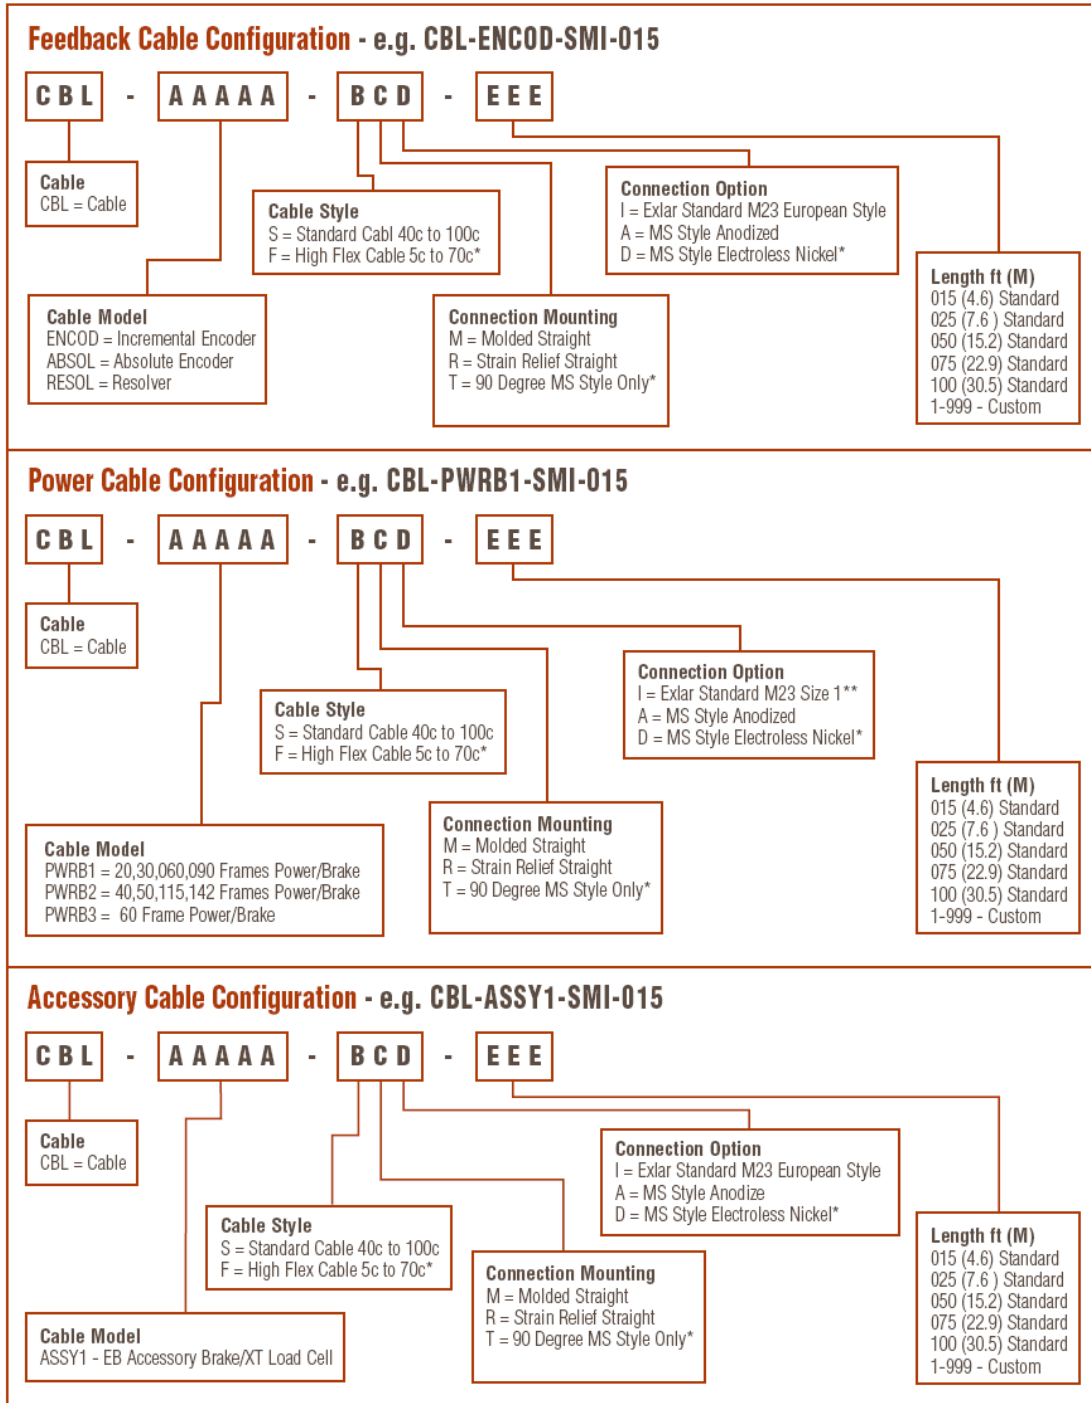 Feedback Cable Configuration - e.g. CBL-ENCOD-SMI-015
CBL - AAAAA - BCD - EEE
Cable
CBL = Cable
Cable Style
S = Standard Cabl 40c to 100c
F = High Flex Cable 5c to 70c*
Connection Option
I = Exlar Standard M23 European Style
A = MS Style Anodized
D = MS Style Electroless Nickel*
Cable Model
ENCOD = Incremental Encoder
ABSOL = Absolute Encoder
RESOL = Resolver
Connection Mounting
M = Molded Straight
R = Strain Relief Straight
T = 90 Degree MS Style Only*
Length ft (M)
015 (4.6) Standard
025 (7.6 ) Standard
050 (15.2) Standard
075 (22.9) Standard
100 (30.5) Standard
1-999 - Custom
Power Cable Configuration - e.g. CBL-PWRB1-SMI-015
CBL - AAAAA - BCD - EEE
Cable
CBL = Cable
Cable Style
S = Standard Cable 40c to 100c
F = High Flex Cable 5c to 70c*
Connection Option
I = Exlar Standard M23 Size 1**
A = MS Style Anodized
D = MS Style Electroless Nickel*
Cable Model
PWRB1 = 20,30,060,090 Frames Power/Brake
PWRB2 = 40,50,115,142 Frames Power/Brake
PWRB3 = 60 Frame Power/Brake
Connection Mounting
M = Molded Straight
R = Strain Relief Straight
T = 90 Degree MS Style Only*
Length ft (M)
015 (4.6) Standard
025 (7.6 ) Standard
050 (15.2) Standard
075 (22.9) Standard
100 (30.5) Standard
1-999 - Custom
Accessory Cable Configuration - e.g. CBL-ASSY1-SMI-015
CBL - AAAAA - BCD - EEE
Cable
CBL = Cable
Cable Style
S = Standard Cable 40c to 100c
F = High Flex Cable 5c to 70c*
Connection Option
I = Exlar Standard M23 European Style
A = MS Style Anodize
D = MS Style Electroless Nickel*
Cable Model
ASSY1 - EB Accessory Brake/XT Load Cell
Connection Mounting
M = Molded Straight
R = Strain Relief Straight
T = 90 Degree MS Style Only*
Length ft (M)
015 (4.6) Standard
025 (7.6 ) Standard
050 (15.2) Standard
075 (22.9) Standard
100 (30.5) Standard
1-999 - Custom